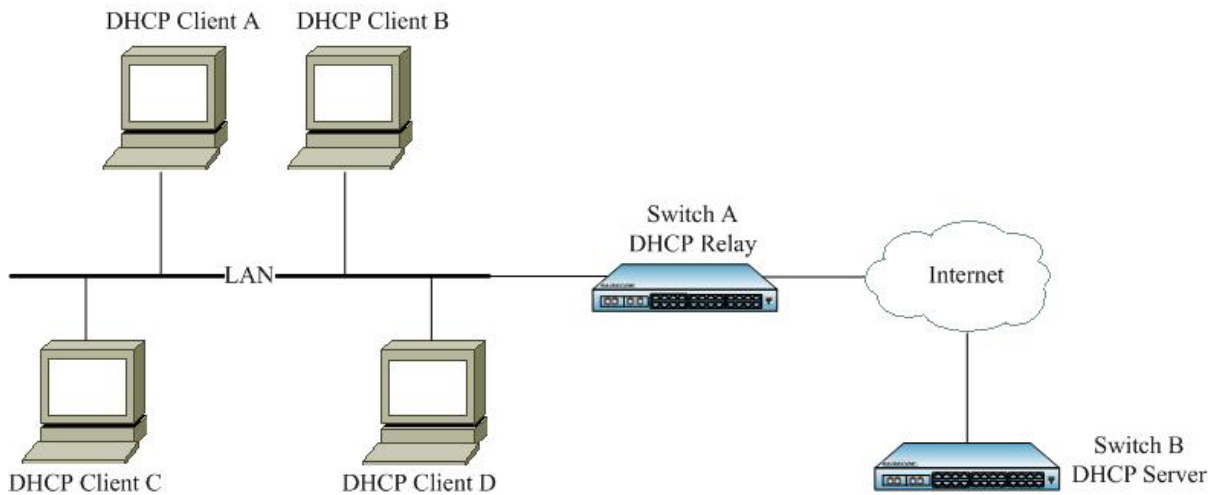 DHCP Client A
DHCP Client B
Switch A
DHCP Relay
LAN
Internet
DHCP Client C
DHCP Client D
Switch B
DHCP Server